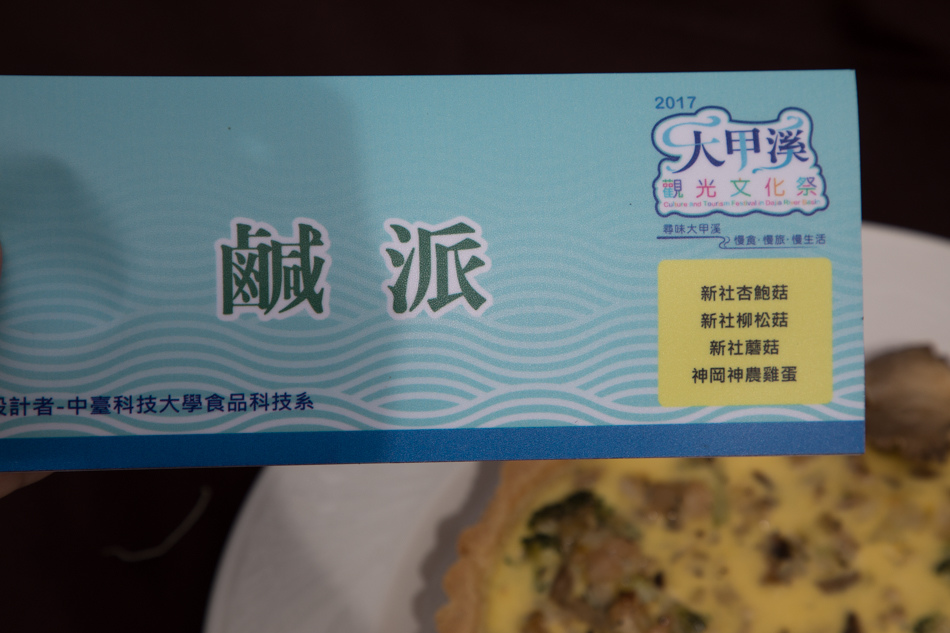 2017
大甲溪
觀光文化祭
Culture and Tourism Festival in Dajia River Basin
尋味大甲溪
慢食·慢旅·慢生活
鹹派
新社杏鮑菇
新社柳松菇
新社蘑菇
神岡神農雞蛋
設計者-中臺科技大學食品科技系